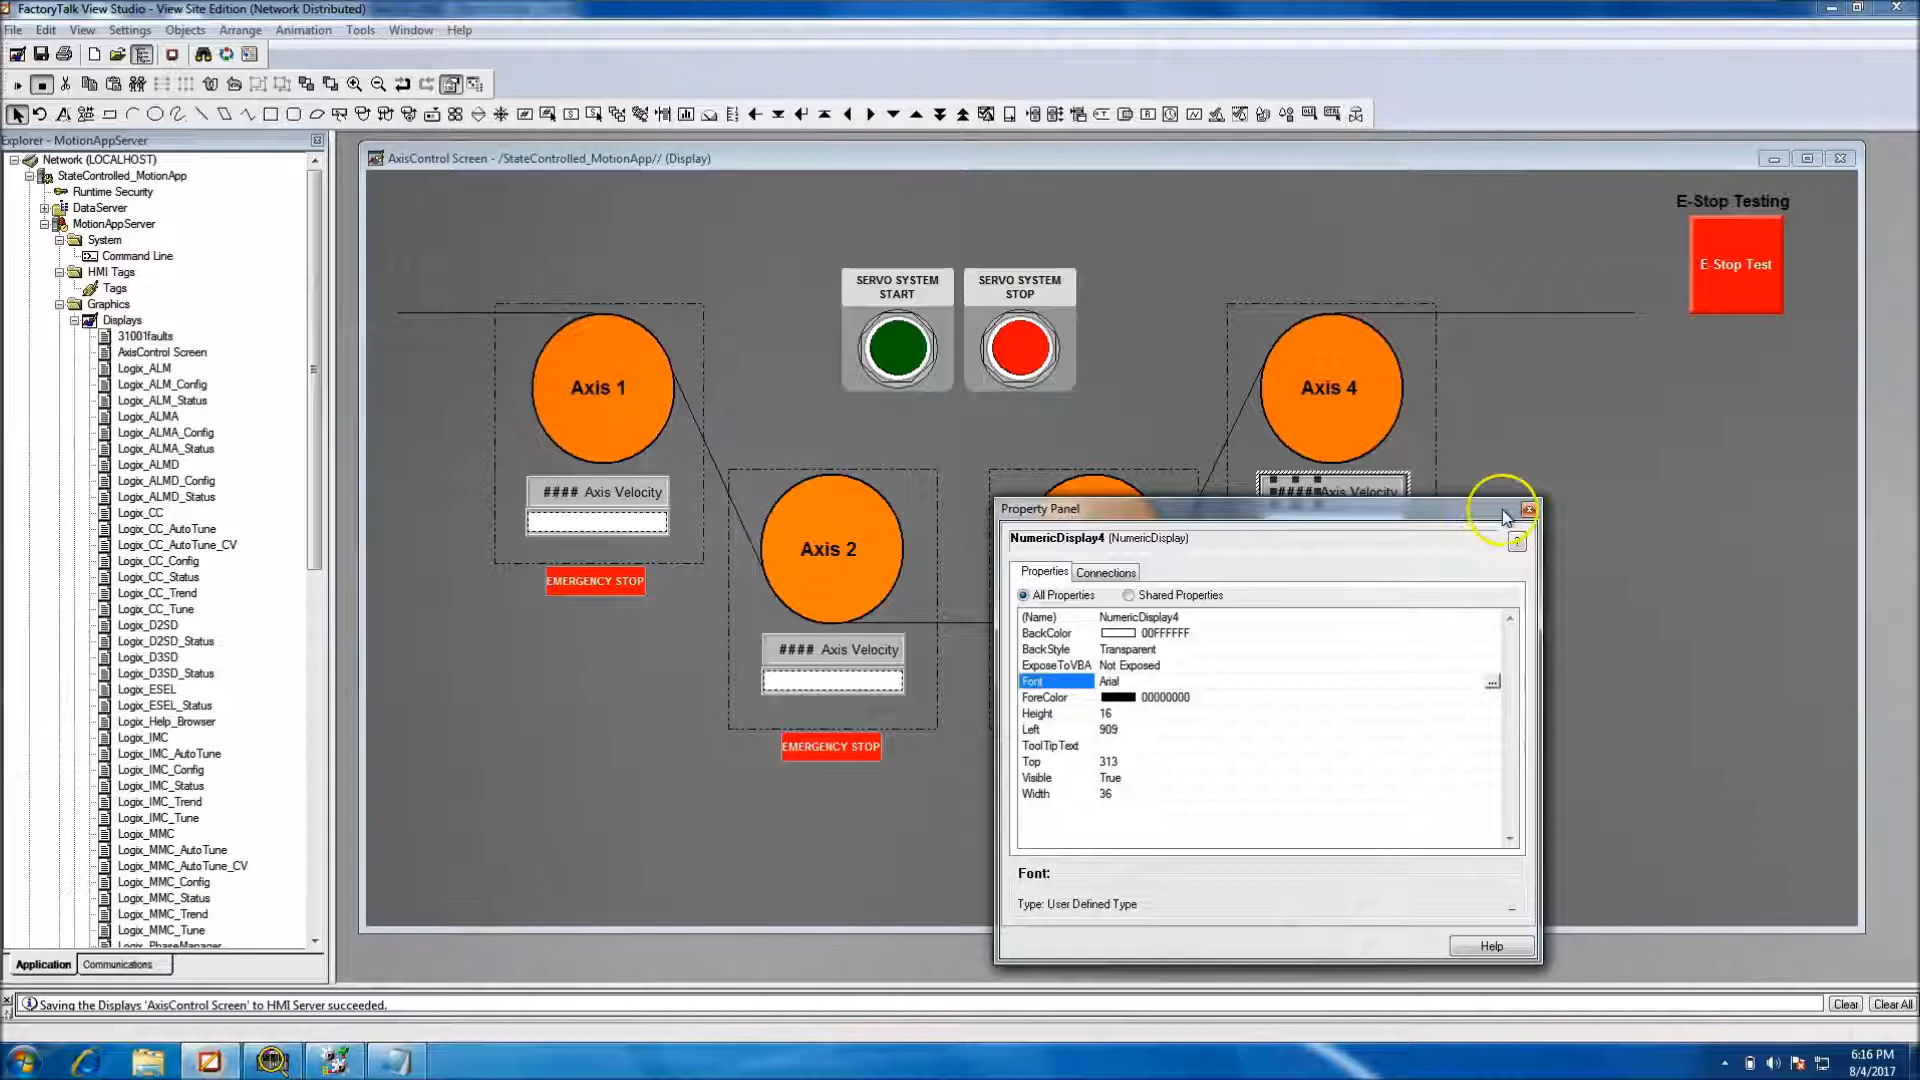 FactoryTalk View Studio - View Site Edition (Network Distributed)
File Edit View Settings Objects Arrange Animation Tools Window Help
Explorer - MotionAppServer
Network (LOCALHOST)
StateControlled_MotionApp
Runtime Security
DataServer
MotionAppServer
System
Command Line
HMI Tags
Tags
Graphics
Displays
31001faults
AxisControl Screen
Logix_ALM
Logix_ALM_Config
Logix_ALM_Status
Logix_ALMA
Logix_ALMA_Config
Logix_ALMA_Status
Logix_ALMD
Logix_ALMD_Config
Logix_ALMD_Status
Logix_CC
Logix_CC_AutoTune
Logix_CC_AutoTune_CV
Logix_CC_Config
Logix_CC_Status
Logix_CC_Trend
Logix_CC_Tune
Logix_D2SD
Logix_D2SD_Status
Logix_D3SD
Logix_D3SD_Status
Logix_ESEL
Logix_ESEL_Status
Logix_Help_Browser
Logix_IMC
Logix_IMC_AutoTune
Logix_IMC_Config
Logix_IMC_Status
Logix_IMC_Trend
Logix_IMC_Tune
Logix_MMC
Logix_MMC_AutoTune
Logix_MMC_AutoTune_CV
Logix_MMC_Config
Logix_MMC_Status
Logix_MMC_Trend
Logix_MMC_Tune
Logix_PhaseManager
Application Communications
AxisControl Screen - /StateControlled_MotionApp// (Display)
E-Stop Testing
E-Stop Test
SERVO SYSTEM
START
SERVO SYSTEM
STOP
Axis 1
#### Axis Velocity
EMERGENCY STOP
Axis 2
#### Axis Velocity
EMERGENCY STOP
Axis 4
#### Axis Velocity
Property Panel
NumericDisplay4 (NumericDisplay)
?
Properties Connections
All Properties Shared Properties
(Name) NumericDisplay4
BackColor 00FFFFFF
BackStyle Transparent
ExposeToVBA Not Exposed
Font Arial ...
ForeColor 00000000
Height 16
Left 909
ToolTipText
Top 313
Visible True
Width 36
Font:
Type: User Defined Type
Help
Saving the Displays 'AxisControl Screen' to HMI Server succeeded.
Clear Clear All
6:16 PM
8/4/2017